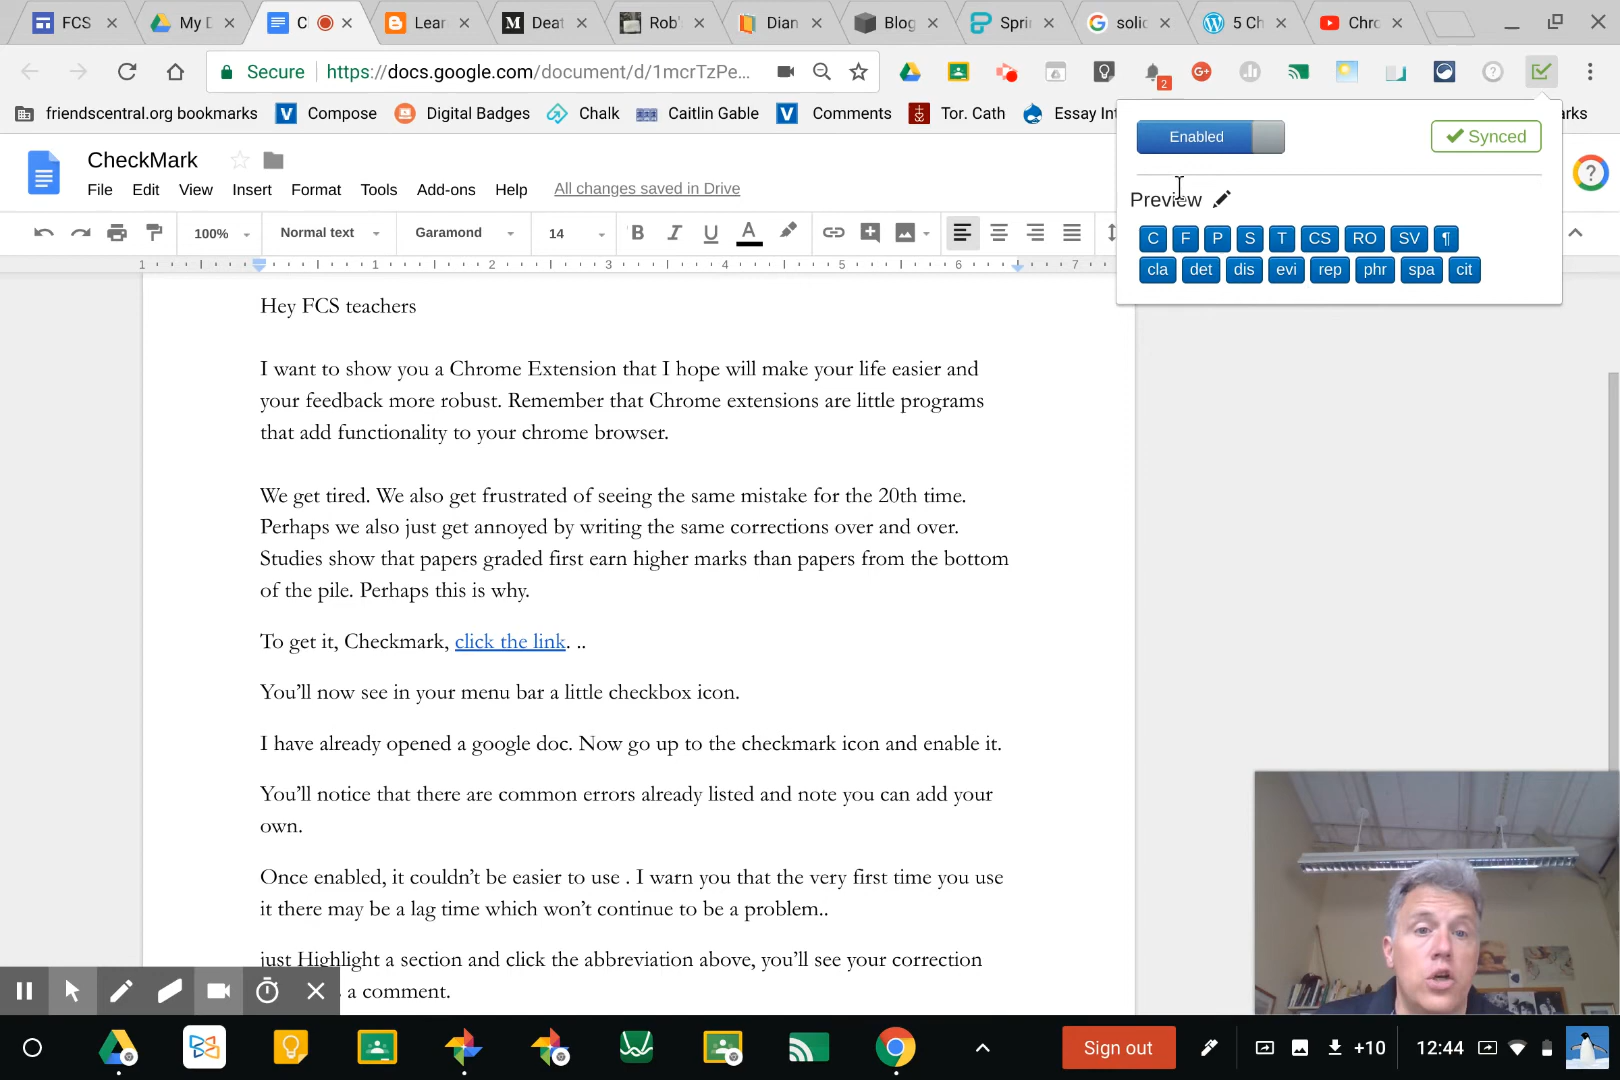 FCS
My D
C
Lear
Deat
Rob'
Dian
Blog
Sprin
solic
5 Ch
Chro
Secure
https://docs.google.com/document/d/1mcrTzPe...
2
friendscentral.org bookmarks
Compose
Digital Badges
Chalk
Caitlin Gable
Comments
Tor. Cath
Essay Int
rks
Enabled
Synced
CheckMark
File Edit View Insert Format Tools Add-ons Help All changes saved in Drive
Preview
100% Normal text Garamond 14 B I U A
C F P S T CS RO SV ¶
cla det dis evi rep phr spa cit
1 1 2 3 4 5 6 7
Hey FCS teachers
I want to show you a Chrome Extension that I hope will make your life easier and
your feedback more robust. Remember that Chrome extensions are little programs
that add functionality to your chrome browser.
We get tired. We also get frustrated of seeing the same mistake for the 20th time.
Perhaps we also just get annoyed by writing the same corrections over and over.
Studies show that papers graded first earn higher marks than papers from the bottom
of the pile. Perhaps this is why.
To get it, Checkmark, click the link. ..
You'll now see in your menu bar a little checkbox icon.
I have already opened a google doc. Now go up to the checkmark icon and enable it.
You'll notice that there are common errors already listed and note you can add your
own.
Once enabled, it couldn't be easier to use . I warn you that the very first time you use
it there may be a lag time which won't continue to be a problem..
just Highlight a section and click the abbreviation above, you'll see your correction
a comment.
Sign out
+10
12:44